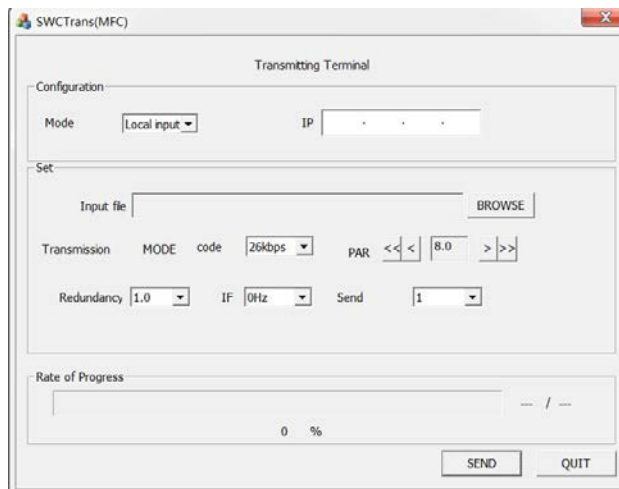 SWCTrans(MFC)
Transmitting Terminal
Configuration
Mode Local input IP . . .
Set
Input file BROWSE
Transmission MODE code 26kbps PAR << < 8.0 > >>
Redundancy 1.0 IF 0Hz Send 1
Rate of Progress
--- / ---
0 %
SEND QUIT